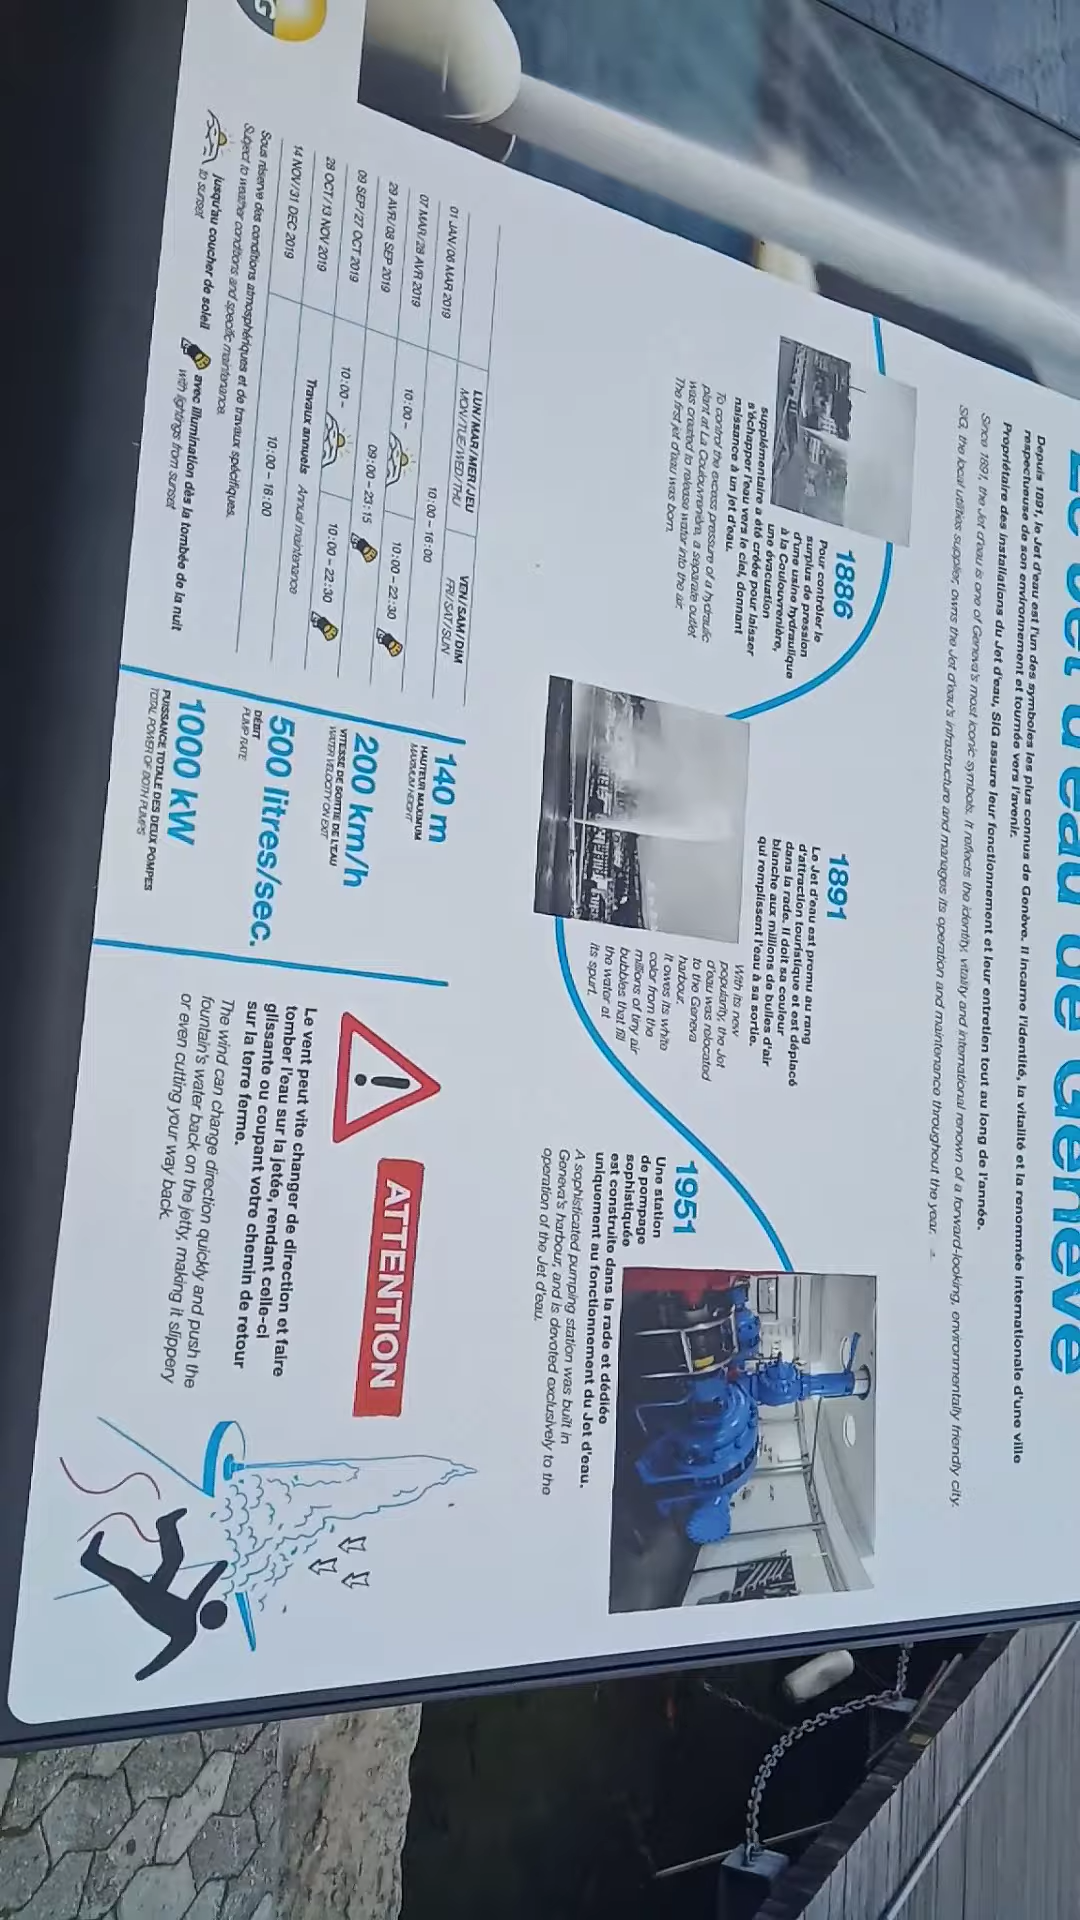 Le Jet d'eau de Genève
Depuis 1891, le Jet d'eau est l'un des symboles les plus connus de Genève. Il incarne l'identité, la vitalité et la renommée internationale d'une ville
respectueuse de son environnement et tournée vers l'avenir.
Propriétaire des installations du Jet d'eau, SIG assure leur fonctionnement et leur entretien tout au long de l'année.
Since 1891, the Jet d'eau is one of Geneva's most iconic symbols. It reflects the identity, vitality and international renown of a forward-looking, environmentally friendly city.
SIG, the local utilities supplier, owns the Jet d'eau's infrastructure and manages its operation and maintenance throughout the year.
1886
Pour contrôler le
surplus de pression
d'une usine hydraulique
à la Coulouvrenière,
une évacuation
supplémentaire a été créée pour laisser
s'échapper l'eau vers le ciel, donnant
naissance à un jet d'eau.
To control the excess pressure of a hydraulic
plant at La Coulouvrenière, a separate outlet
was created to release water into the air.
The first jet d'eau was born.
1891
Le Jet d'eau est promu au rang
d'attraction touristique et est déplacé
dans la rade. Il doit sa couleur
blanche aux millions de bulles d'air
qui remplissent l'eau à sa sortie.
With its new
popularity, the Jet
d'eau was relocated
to the Geneva
harbour.
It owes its white
color from the
millions of tiny air
bubbles that fill
the water at
its spurt.
1951
Une station
de pompage
sophistiquée
est construite dans la rade et dédiée
uniquement au fonctionnement du Jet d'eau.
A sophisticated pumping station was built in
Geneva's harbour, and is devoted exclusively to the
operation of the Jet d'eau.
LUN/MAR/MER/JEU VEN/SAM/DIM
MON/TUE/WED/THU FRI/SAT/SUN
01 JAN/06 MAR 2019 10:00 – 16:00
07 MAR/28 AVR 2019 10:00 – 10:00 – 22:30
29 AVR/08 SEP 2019 09:00 – 23:15
09 SEP/27 OCT 2019 10:00 – 10:00 – 22:30
28 OCT/13 NOV 2019 Travaux annuels Annual maintenance
14 NOV/31 DEC 2019 10:00 – 16:00
Sous réserve des conditions atmosphériques et de travaux spécifiques.
Subject to weather conditions and specific maintenance.
jusqu'au coucher de soleil avec illumination dès la tombée de la nuit
to sunset with lightings from sunset
140 m
HAUTEUR MAXIMUM
MAXIMUM HEIGHT
200 km/h
VITESSE DE SORTIE DE L'EAU
WATER VELOCITY ON EXIT
500 litres/sec.
DÉBIT
PUMP RATE
1000 kW
PUISSANCE TOTALE DES DEUX POMPES
TOTAL POWER OF BOTH PUMPS
ATTENTION
Le vent peut vite changer de direction et faire
tomber l'eau sur la jetée, rendant celle-ci
glissante ou coupant votre chemin de retour
sur la terre ferme.
The wind can change direction quickly and push the
fountain's water back on the jetty, making it slippery
or even cutting your way back.